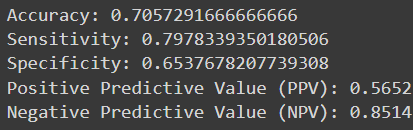 Accuracy: 0.7057291666666666
Sensitivity: 0.7978339350180506
Specificity: 0.6537678207739308
Positive Predictive Value (PPV): 0.5652
Negative Predictive Value (NPV): 0.8514